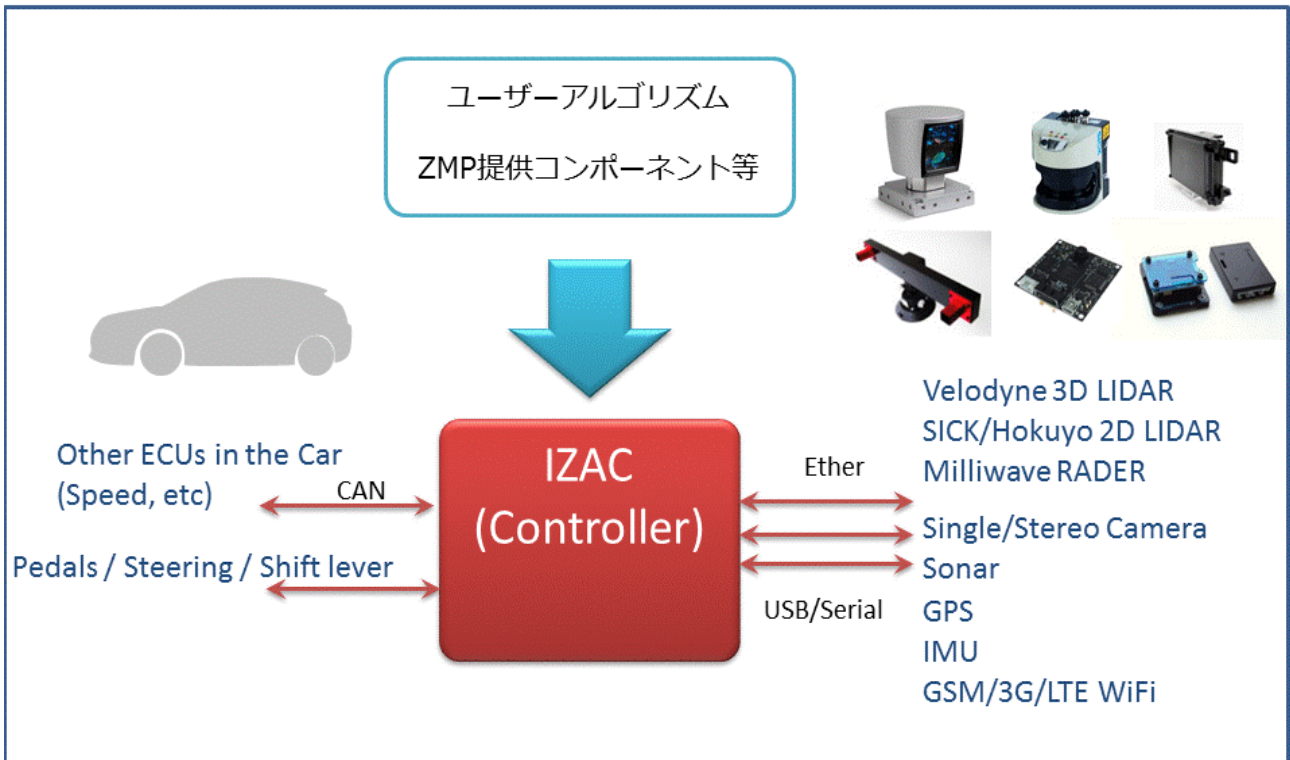 ユーザーアルゴリズム
ZMP提供コンポーネント等
Other ECUs in the Car
(Speed, etc)
CAN
Pedals / Steering / Shift lever
IZAC
(Controller)
Ether
USB/Serial
Velodyne 3D LIDAR
SICK/Hokuyo 2D LIDAR
Milliwave RADER
Single/Stereo Camera
Sonar
GPS
IMU
GSM/3G/LTE WiFi